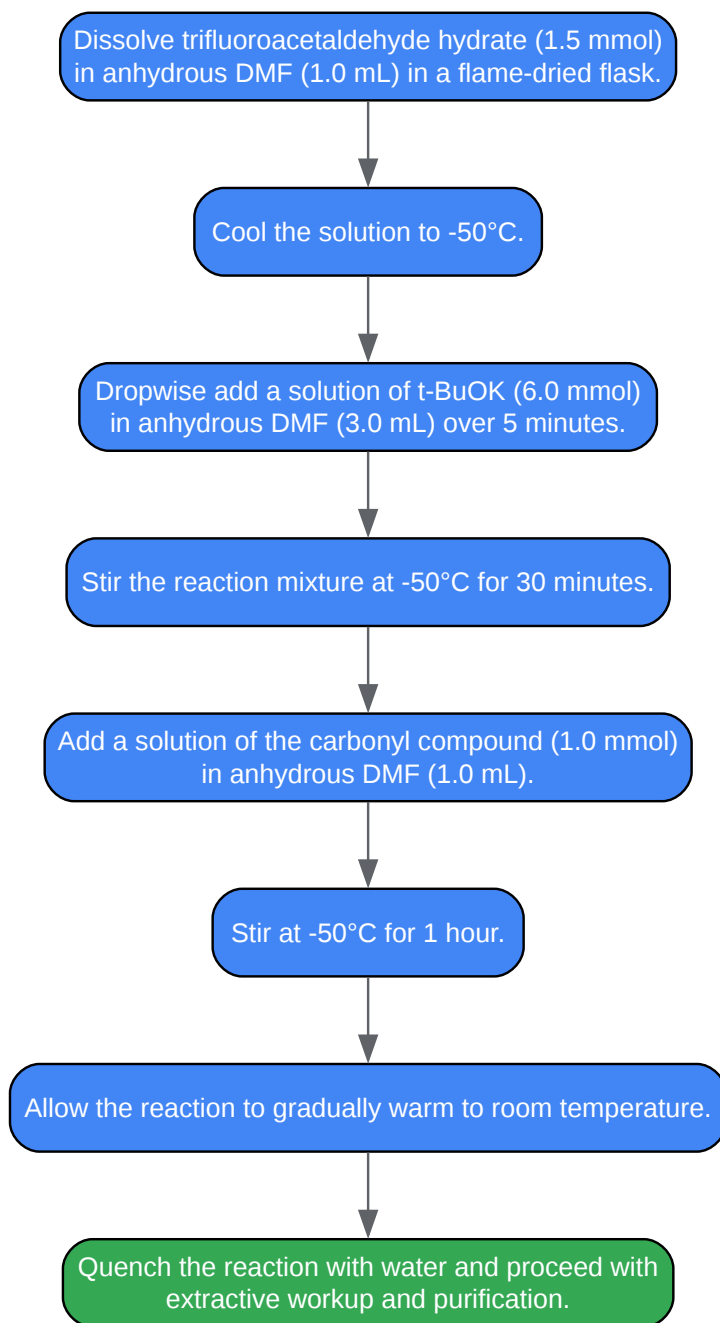 Dissolve trifluoroacetaldehyde hydrate (1.5 mmol)
in anhydrous DMF (1.0 mL) in a flame-dried flask.
Cool the solution to -50°C.
Dropwise add a solution of t-BuOK (6.0 mmol)
in anhydrous DMF (3.0 mL) over 5 minutes.
Stir the reaction mixture at -50°C for 30 minutes.
Add a solution of the carbonyl compound (1.0 mmol)
in anhydrous DMF (1.0 mL).
Stir at -50°C for 1 hour.
Allow the reaction to gradually warm to room temperature.
Quench the reaction with water and proceed with
extractive workup and purification.